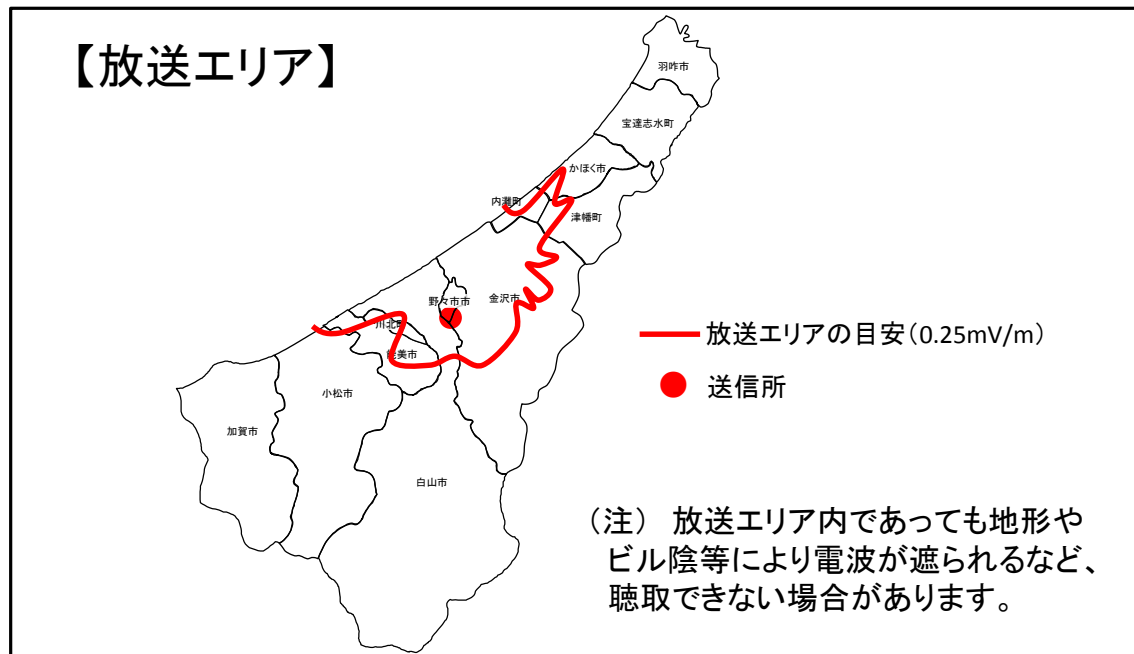 【放送エリア】
羽咋市
宝達志水町
かほく市
内灘町
津幡町
野々市市
金沢市
川北町
能美市
小松市
加賀市
白山市
放送エリアの目安(0.25mV/m)
送信所
(注) 放送エリア内であっても地形や
ビル陰等により電波が遮られるなど、
聴取できない場合があります。